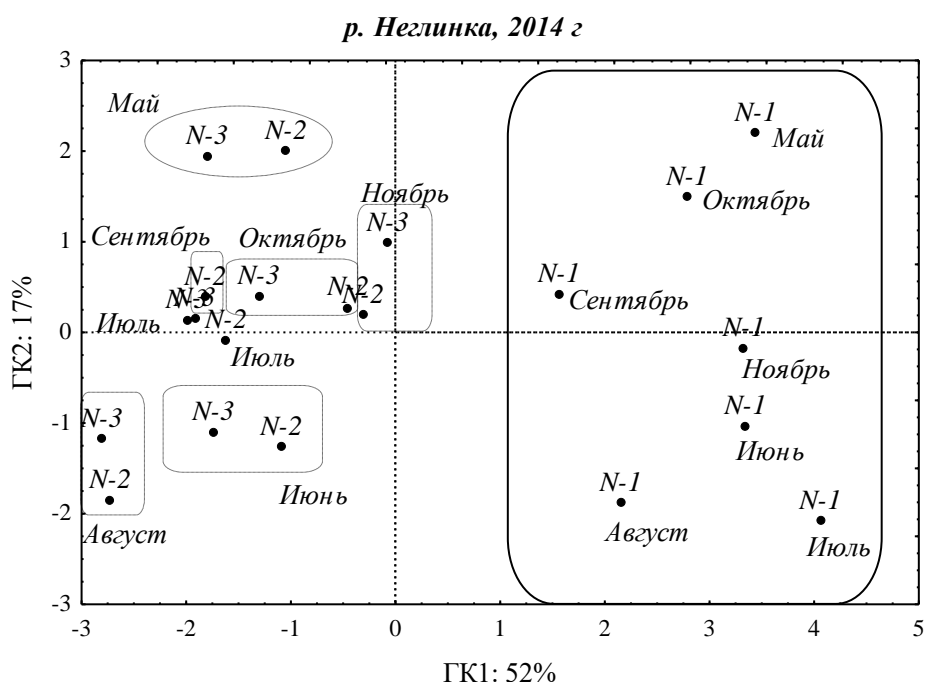 р. Неглинка, 2014 г
3
Май
N-3
N-2
N-1
Май
2
N-1
Октябрь
Ноябрь
N-3
1
Сентябрь
Октябрь
N-2
N-3
N-2
N-2
N-1
Сентябрь
N-3
Июль
N-2
0
Июль
N-1
Ноябрь
-1
N-3
N-3
N-2
N-1
Июнь
N-2
Июнь
-2
Август
N-1
Август
N-1
Июль
-3
-3 -2 -1 0 1 2 3 4 5
ГК2: 17%
ГК1: 52%